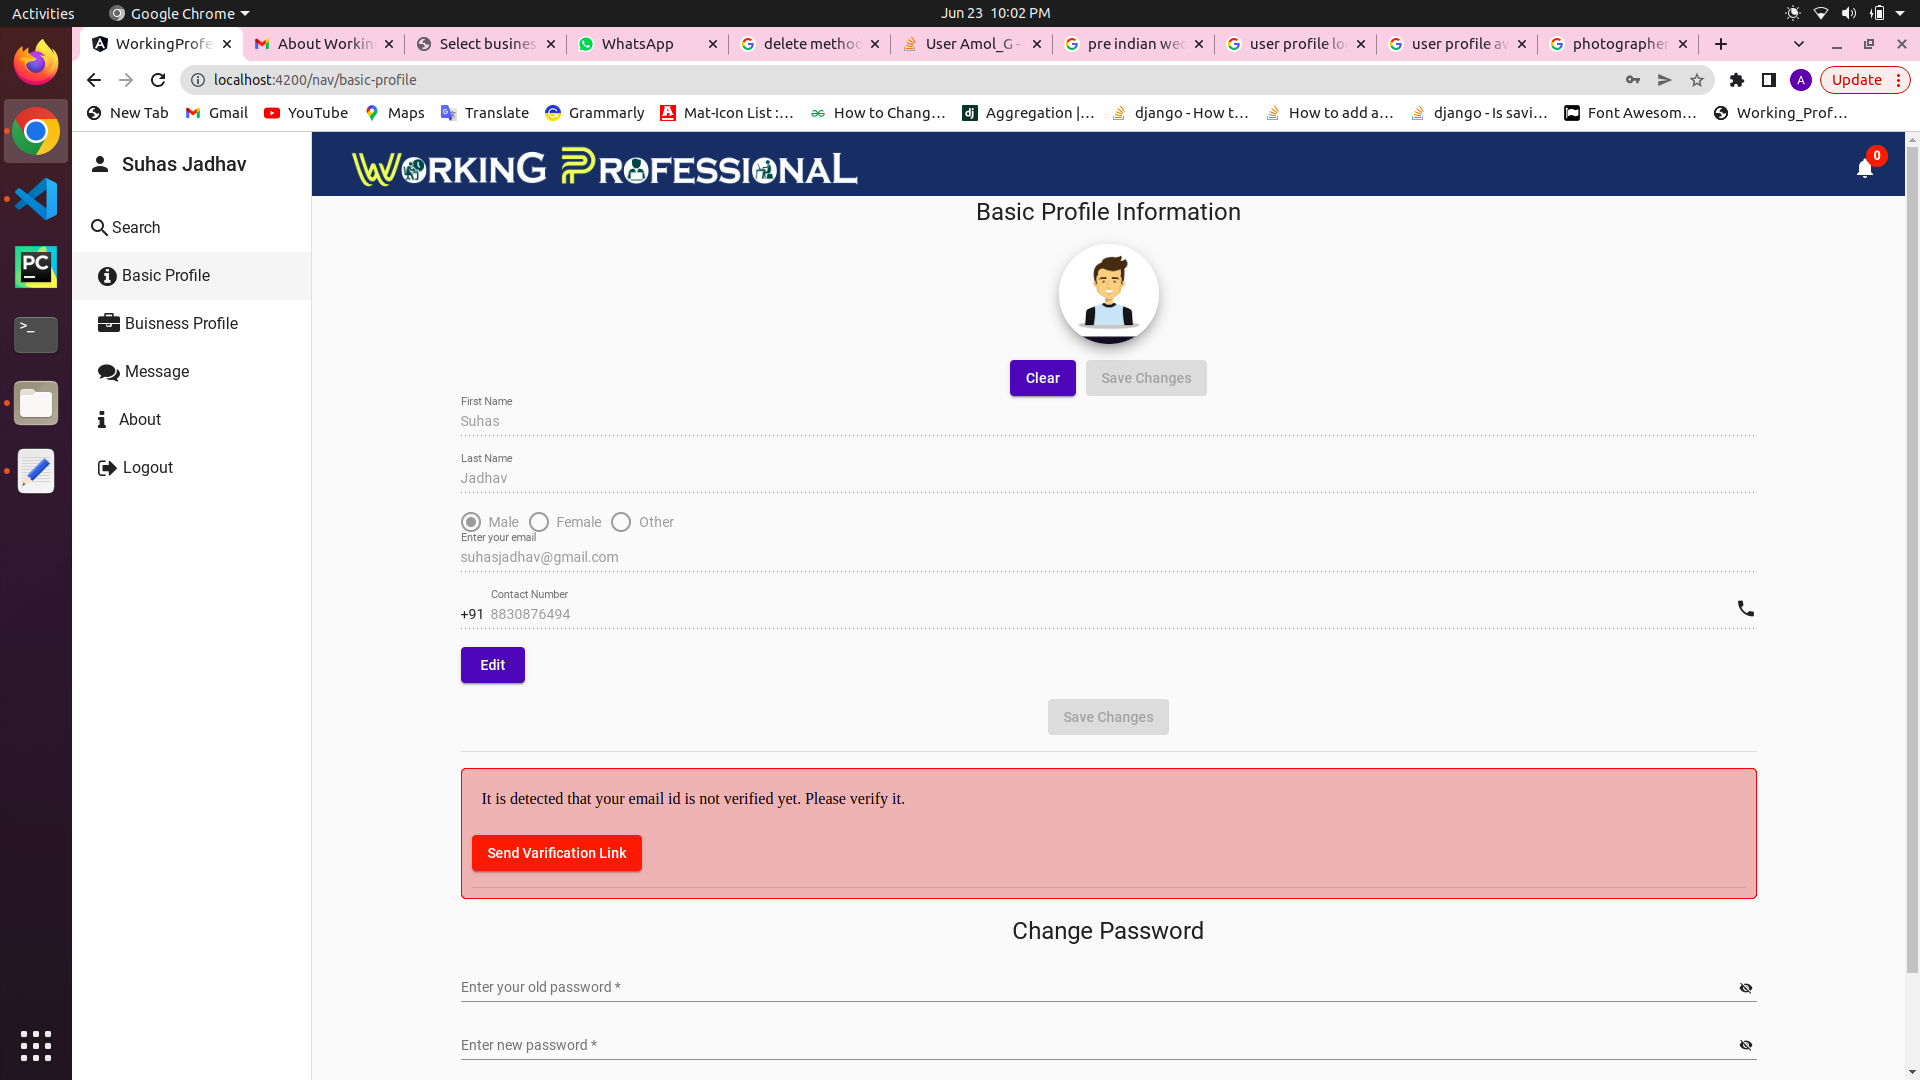 Activities Google Chrome Jun 23 10:02 PM
WorkingProfe About Workin Select busines WhatsApp delete metho User Amol_G - pre indian wed user profile lo user profile av photographer
localhost:4200/nav/basic-profile A Update
New Tab Gmail YouTube Maps Translate Grammarly Mat-Icon List :... How to Chang... Aggregation |... django - How t... How to add a... django - Is savi... Font Awesom... Working_Prof...
Suhas Jadhav
WORKING PROFESSIONAL
0
Search
Basic Profile
Buisness Profile
Message
About
Logout
Basic Profile Information
Clear Save Changes
First Name
Suhas
Last Name
Jadhav
Male Female Other
Enter your email
suhasjadhav@gmail.com
Contact Number
+91 8830876494
Edit
Save Changes
It is detected that your email id is not verified yet. Please verify it.
Send Varification Link
Change Password
Enter your old password *
Enter new password *
PC
>_